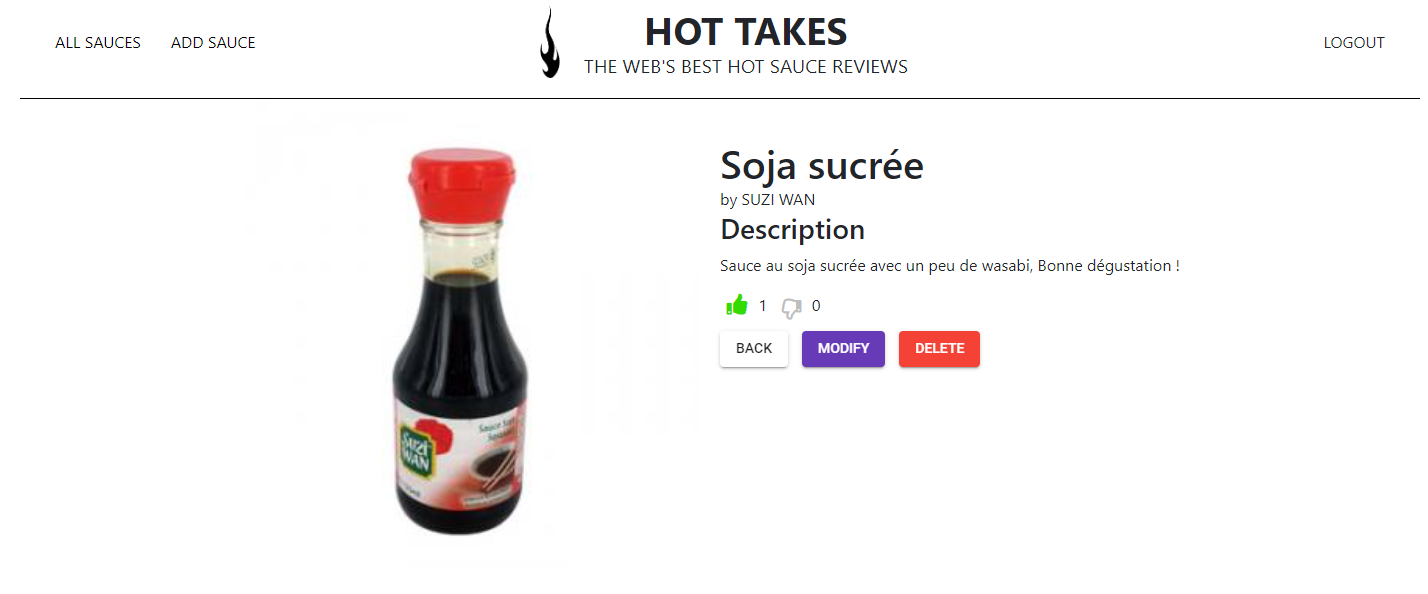 ALL SAUCES
ADD SAUCE
HOT TAKES
THE WEB'S BEST HOT SAUCE REVIEWS
LOGOUT
Soja sucrée
by SUZI WAN
Description
Sauce au soja sucrée avec un peu de wasabi, Bonne dégustation !
1
0
BACK
MODIFY
DELETE
Sauce
Suzi
WAN